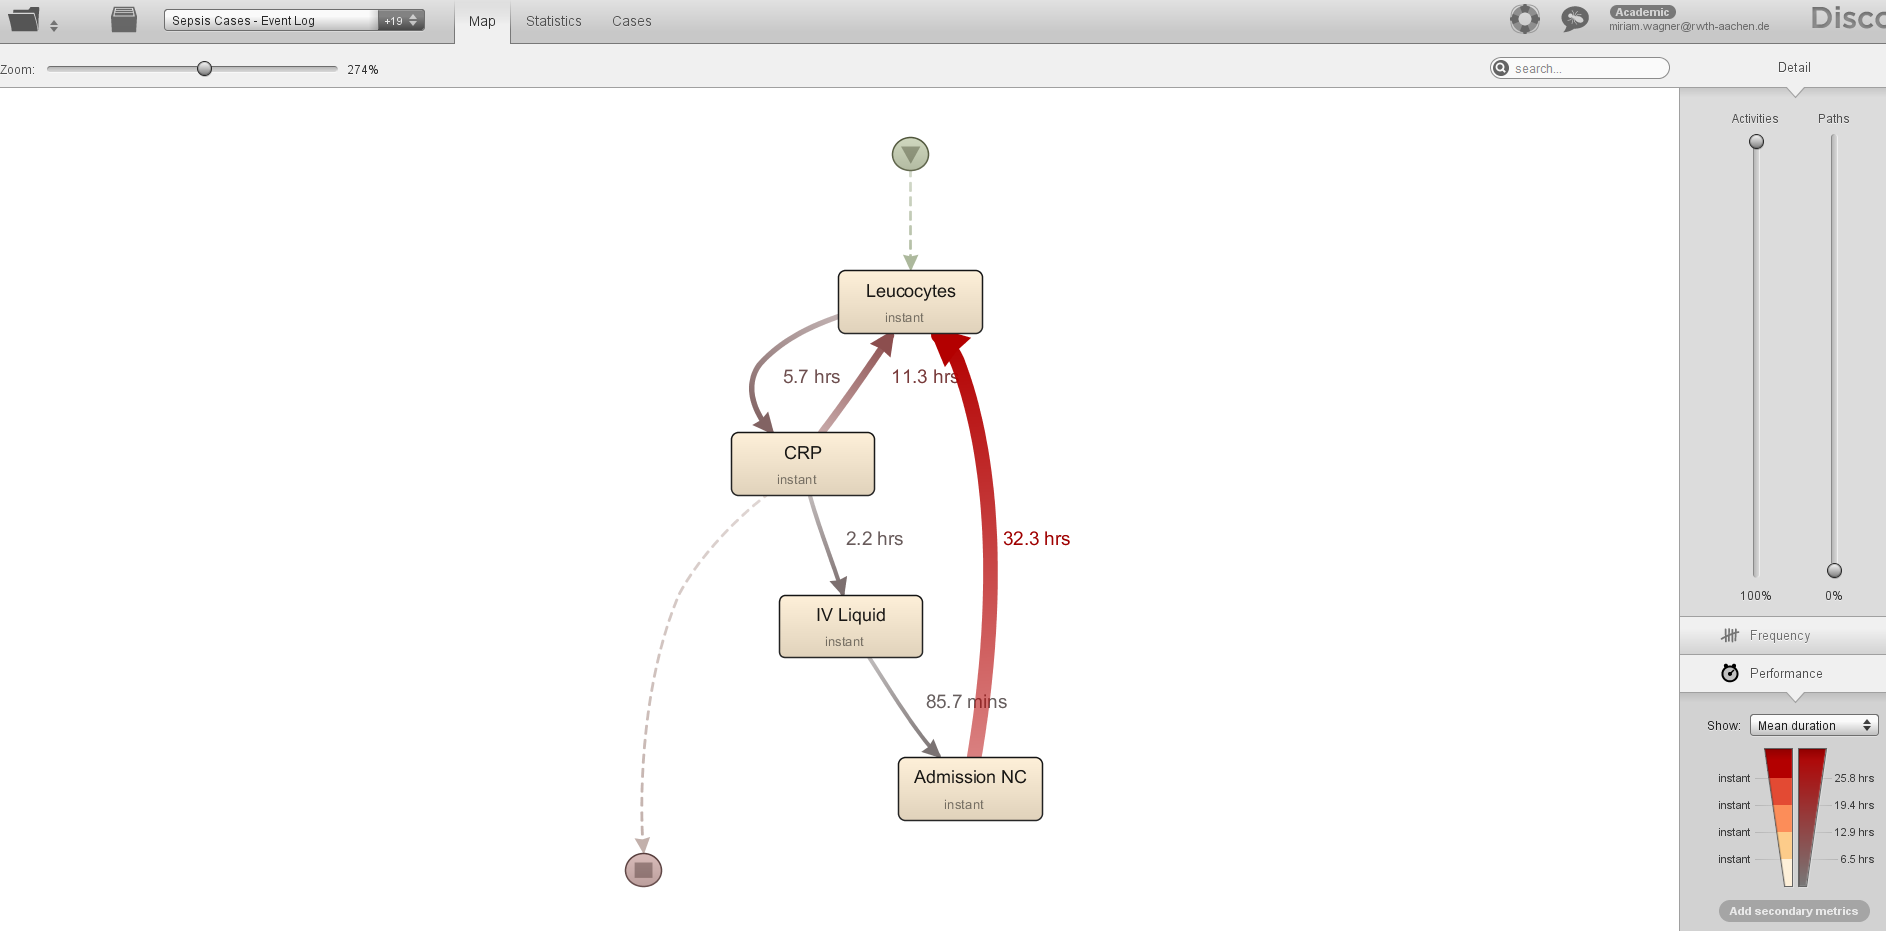 Sepsis Cases - Event Log
+19
Map
Statistics
Cases
Academic
miriam.wagner@rwth-aachen.de
Zoom:
274%
search...
Detail
Activities
Paths
Leucocytes
instant
5.7 hrs
11.3 hrs
CRP
instant
2.2 hrs
32.3 hrs
IV Liquid
instant
85.7 mins
Admission NC
instant
100%
0%
Frequency
Performance
Show:
Mean duration
instant
25.8 hrs
instant
19.4 hrs
instant
12.9 hrs
instant
6.5 hrs
Add secondary metrics